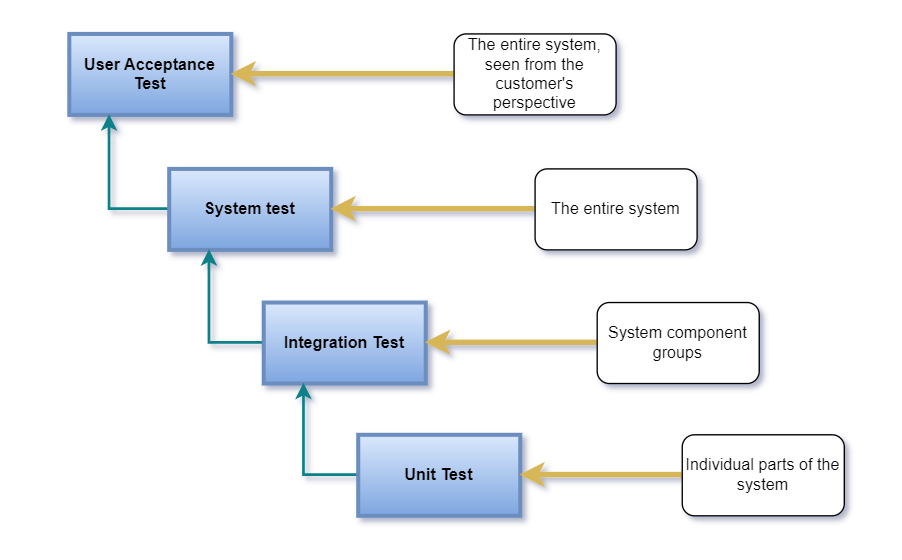 User Acceptance
Test
The entire system,
seen from the
customer's
perspective
System test
The entire system
Integration Test
System component
groups
Unit Test
Individual parts of the
system